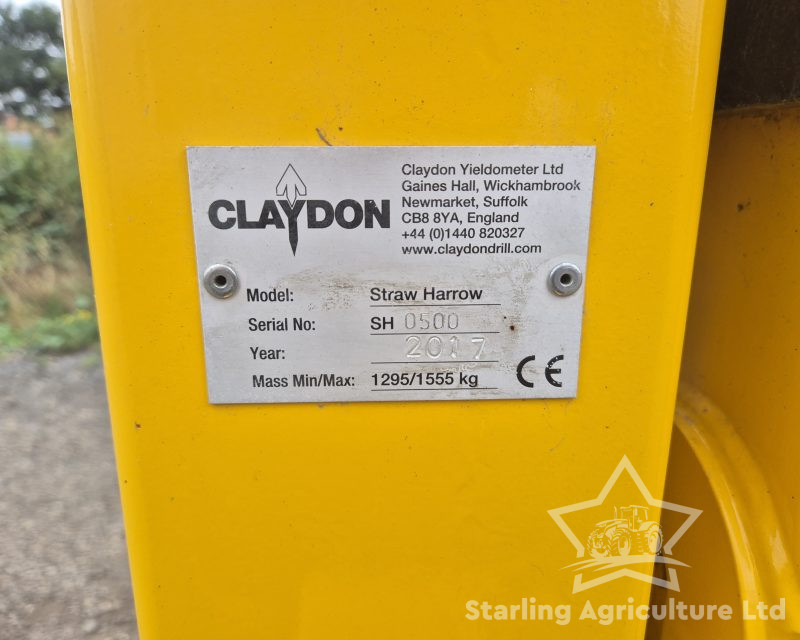 CLAYDON
Claydon Yieldometer Ltd
Gaines Hall, Wickhambrook
Newmarket, Suffolk
CB8 8YA, England
+44 (0)1440 820327
www.claydondrill.com
Model: Straw Harrow
Serial No: SH 0500
Year: 2017
Mass Min/Max: 1295/1555 kg
CE
Starling Agriculture Ltd